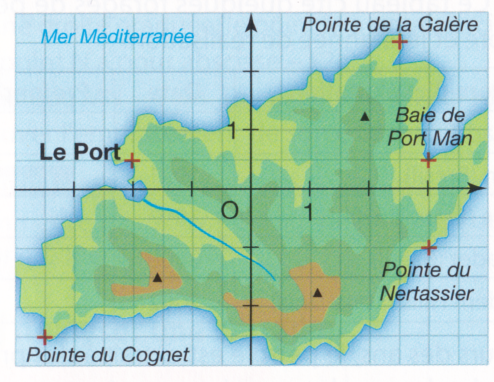 Pointe de la Galère
Mer Méditerranée
Baie de
Port Man
1
Le Port
O
1
Pointe du
Nertassier
Pointe du Cognet